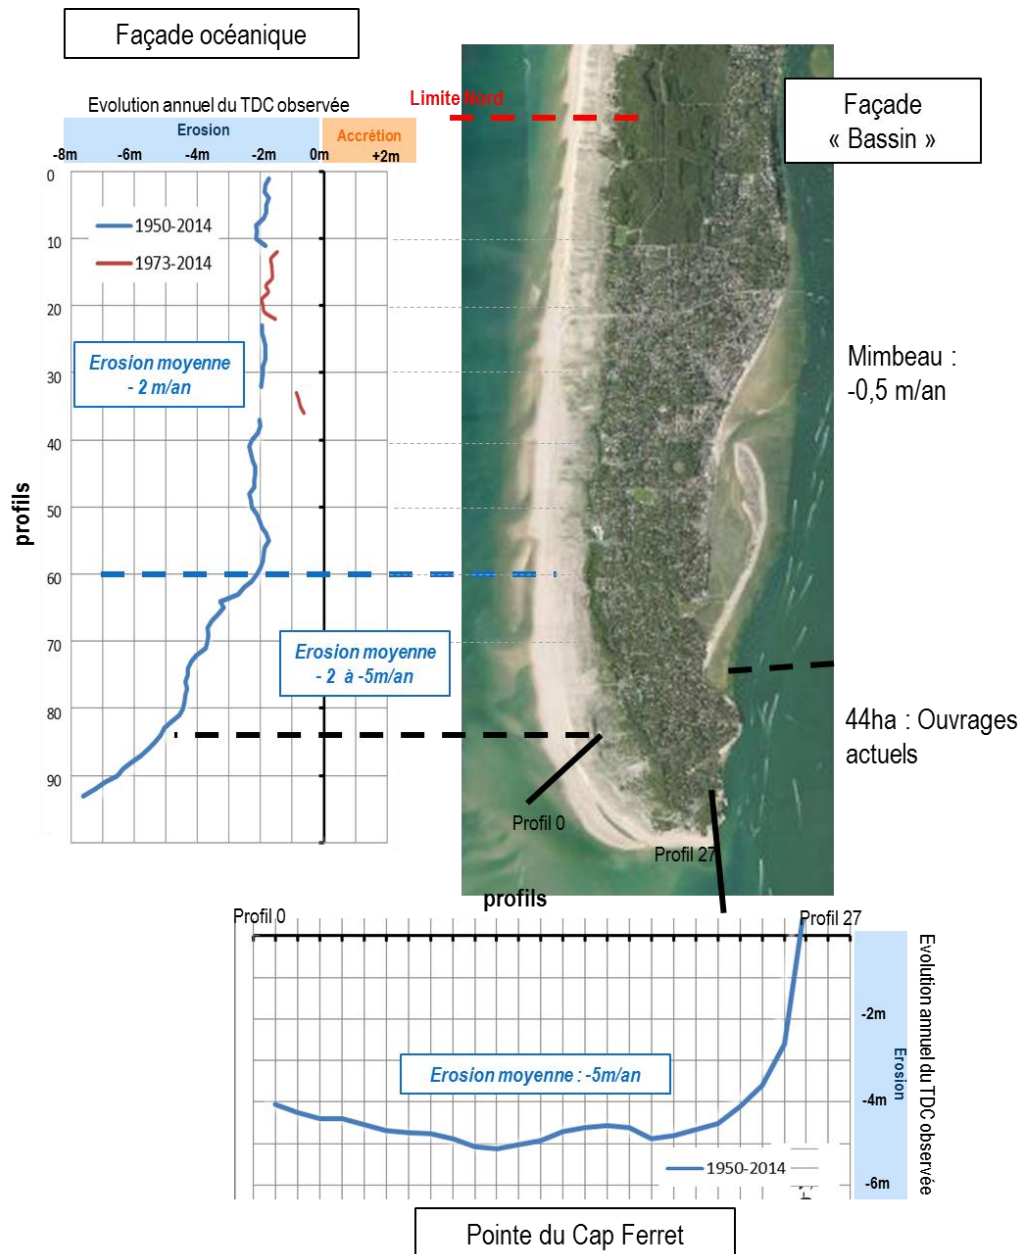 Façade océanique
Evolution annuel du TDC observée
Erosion
Accrétion
-8m
-6m
-4m
-2m
0m
+2m
0
10
20
30
40
50
60
70
80
90
profils
1950-2014
1973-2014
Erosion moyenne
- 2 m/an
Erosion moyenne
- 2 à -5m/an
Limite Nord
Façade
« Bassin »
Mimbeau :
-0,5 m/an
44ha : Ouvrages
actuels
Profil 0
Profil 27
profils
Profil 0
Profil 27
Erosion moyenne : -5m/an
1950-2014
-2m
-4m
-6m
Erosion
Evolution annuel du TDC observée
Pointe du Cap Ferret